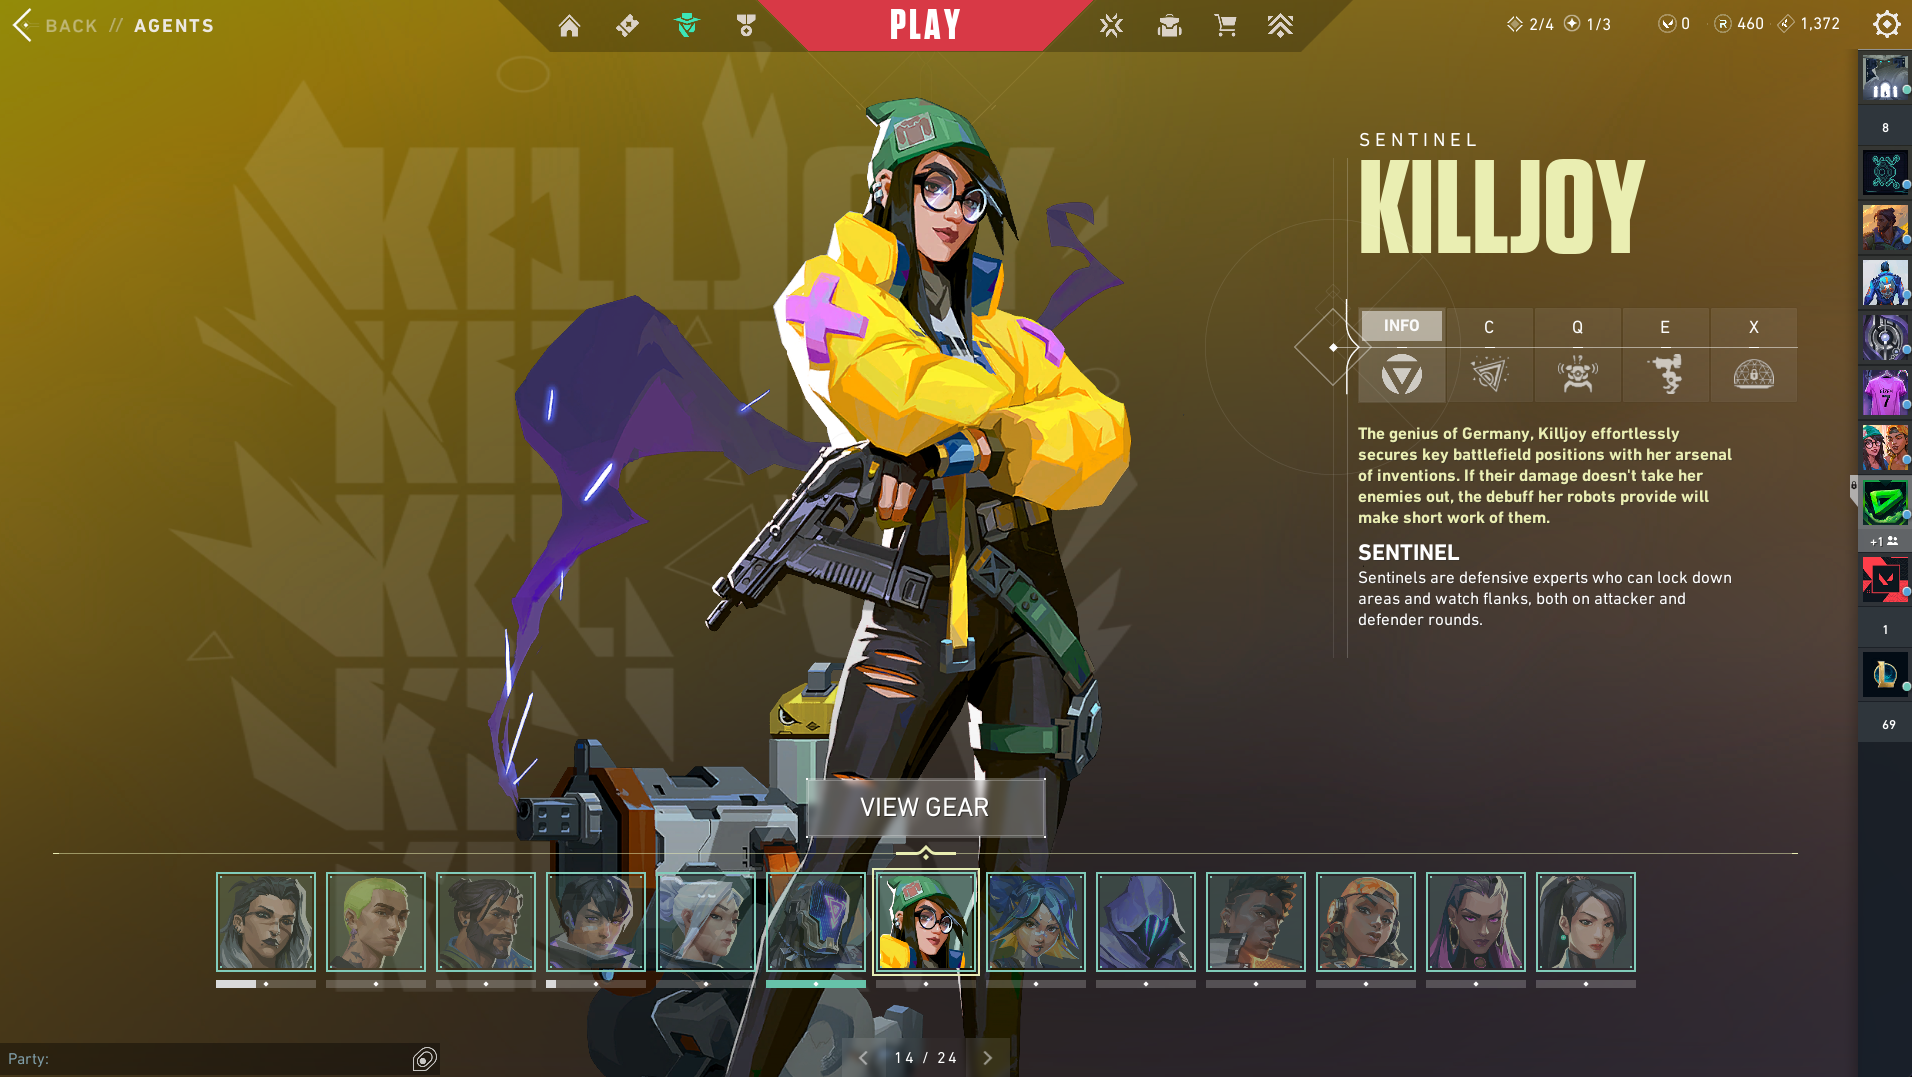 BACK // AGENTS
PLAY
2/4
1/3
0
460
1,372
8
SENTINEL
KILLJOY
INFO
C
Q
E
X
The genius of Germany, Killjoy effortlessly
secures key battlefield positions with her arsenal
of inventions. If their damage doesn't take her
enemies out, the debuff her robots provide will
make short work of them.
SENTINEL
Sentinels are defensive experts who can lock down
areas and watch flanks, both on attacker and
defender rounds.
7
+1
1
69
KILLJOY
VIEW GEAR
Party:
14 / 24